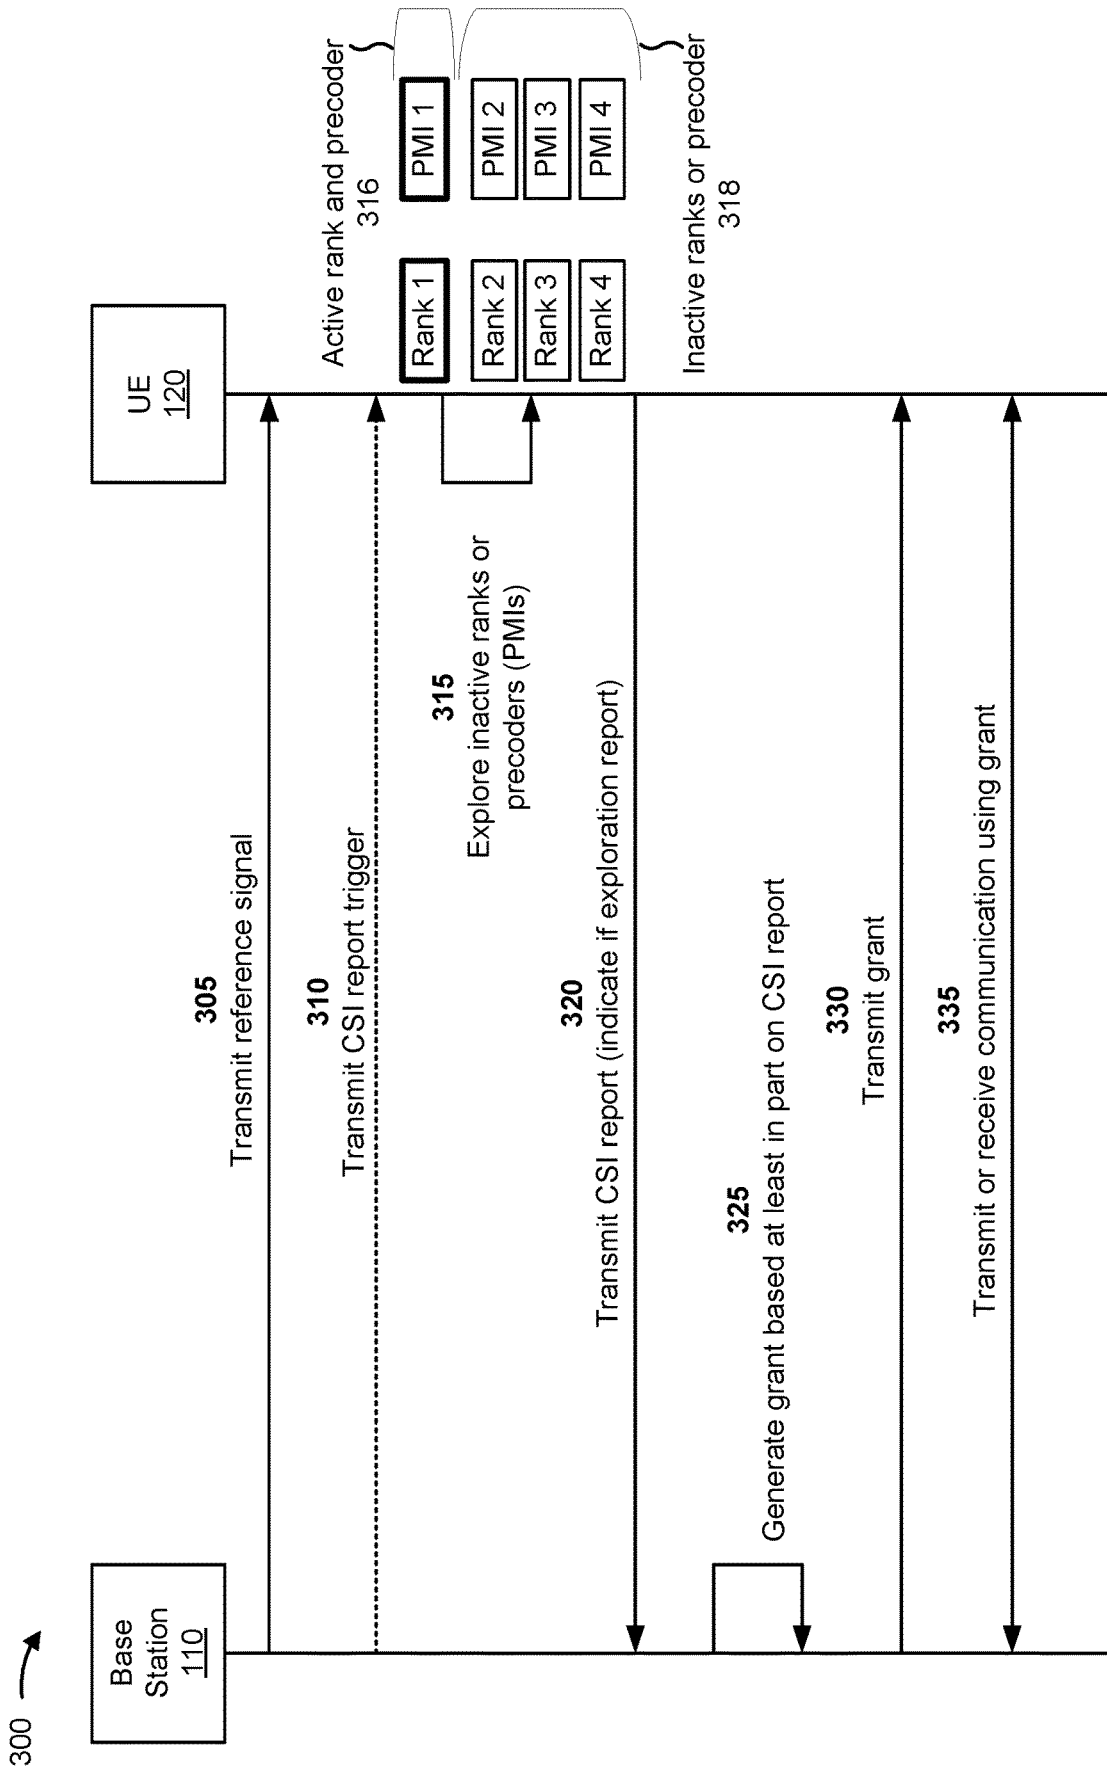 300
Base
Station
110
UE
120
305
Transmit reference signal
310
Transmit CSI report trigger
Active rank and precoder
316
Rank 1
PMI 1
Rank 2
PMI 2
Rank 3
PMI 3
Rank 4
PMI 4
Inactive ranks or precoder
318
315
Explore inactive ranks or
precoders (PMIs)
320
Transmit CSI report (indicate if exploration report)
325
Generate grant based at least in part on CSI report
330
Transmit grant
335
Transmit or receive communication using grant